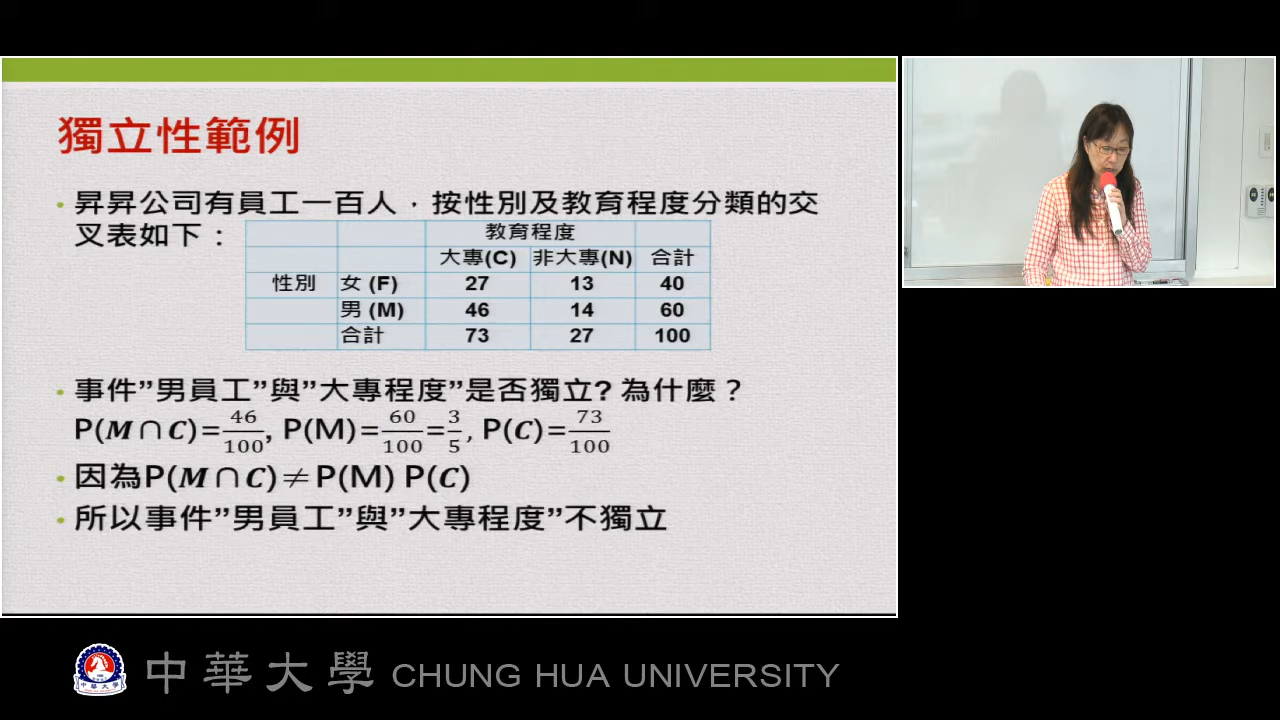 獨立性範例
昇昇公司有員工一百人，按性別及教育程度分類的交
叉表如下：
教育程度
大專(C) 非大專(N) 合計
性別 女 (F) 27 13 40
男 (M) 46 14 60
合計 73 27 100
事件”男員工”與”大專程度”是否獨立? 為什麼？
P(M∩C)=46/100, P(M)=60/100=3/5, P(C)=73/100
因為P(M∩C)≠P(M) P(C)
所以事件”男員工”與”大專程度”不獨立
中華大學 CHUNG HUA UNIVERSITY